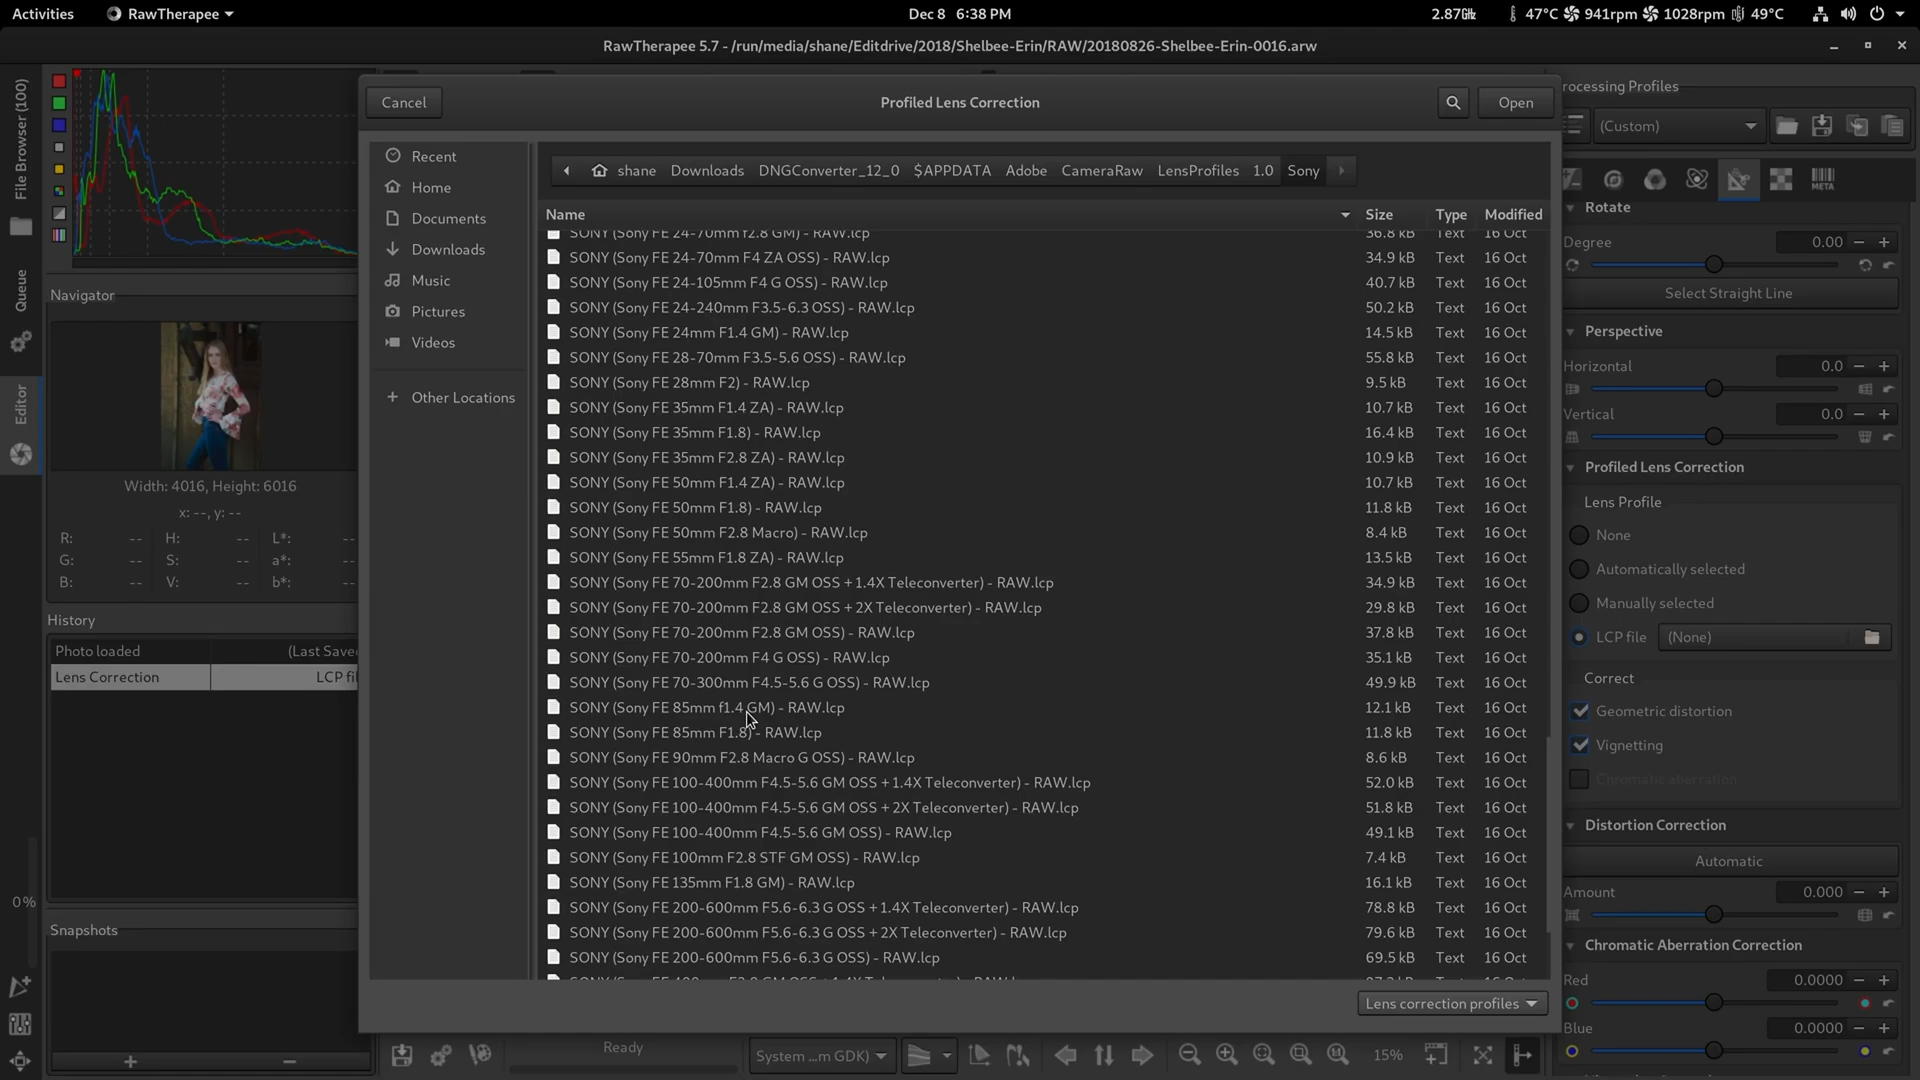 Activities
RawTherapee
Dec 8 6:38 PM
2.87GHz
47°C
941rpm
1028rpm
49°C
RawTherapee 5.7 - /run/media/shane/Editdrive/2018/Shelbee-Erin/RAW/20180826-Shelbee-Erin-0016.arw
File Browser (100)
Queue
Editor
0%
Navigator
Width: 4016, Height: 6016
x: --, y: --
R: -- H: -- L*: --
G: -- S: -- a*: --
B: -- V: -- b*: --
History
Photo loaded (Last Save
Lens Correction LCP fil
Snapshots
Cancel
Profiled Lens Correction
Open
Recent
Home
Documents
Downloads
Music
Pictures
Videos
Other Locations
shane Downloads DNGConverter_12_0 $APPDATA Adobe CameraRaw LensProfiles 1.0 Sony
Name Size Type Modified
SONY (Sony FE 24-70mm f2.8 GM) - RAW.lcp 36.8 kB Text 16 Oct
SONY (Sony FE 24-70mm F4 ZA OSS) - RAW.lcp 34.9 kB Text 16 Oct
SONY (Sony FE 24-105mm F4 G OSS) - RAW.lcp 40.7 kB Text 16 Oct
SONY (Sony FE 24-240mm F3.5-6.3 OSS) - RAW.lcp 50.2 kB Text 16 Oct
SONY (Sony FE 24mm F1.4 GM) - RAW.lcp 14.5 kB Text 16 Oct
SONY (Sony FE 28-70mm F3.5-5.6 OSS) - RAW.lcp 55.8 kB Text 16 Oct
SONY (Sony FE 28mm F2) - RAW.lcp 9.5 kB Text 16 Oct
SONY (Sony FE 35mm F1.4 ZA) - RAW.lcp 10.7 kB Text 16 Oct
SONY (Sony FE 35mm F1.8) - RAW.lcp 16.4 kB Text 16 Oct
SONY (Sony FE 35mm F2.8 ZA) - RAW.lcp 10.9 kB Text 16 Oct
SONY (Sony FE 50mm F1.4 ZA) - RAW.lcp 10.7 kB Text 16 Oct
SONY (Sony FE 50mm F1.8) - RAW.lcp 11.8 kB Text 16 Oct
SONY (Sony FE 50mm F2.8 Macro) - RAW.lcp 8.4 kB Text 16 Oct
SONY (Sony FE 55mm F1.8 ZA) - RAW.lcp 13.5 kB Text 16 Oct
SONY (Sony FE 70-200mm F2.8 GM OSS + 1.4X Teleconverter) - RAW.lcp 34.9 kB Text 16 Oct
SONY (Sony FE 70-200mm F2.8 GM OSS + 2X Teleconverter) - RAW.lcp 29.8 kB Text 16 Oct
SONY (Sony FE 70-200mm F2.8 GM OSS) - RAW.lcp 37.8 kB Text 16 Oct
SONY (Sony FE 70-200mm F4 G OSS) - RAW.lcp 35.1 kB Text 16 Oct
SONY (Sony FE 70-300mm F4.5-5.6 G OSS) - RAW.lcp 49.9 kB Text 16 Oct
SONY (Sony FE 85mm f1.4 GM) - RAW.lcp 12.1 kB Text 16 Oct
SONY (Sony FE 85mm F1.8) - RAW.lcp 11.8 kB Text 16 Oct
SONY (Sony FE 90mm F2.8 Macro G OSS) - RAW.lcp 8.6 kB Text 16 Oct
SONY (Sony FE 100-400mm F4.5-5.6 GM OSS + 1.4X Teleconverter) - RAW.lcp 52.0 kB Text 16 Oct
SONY (Sony FE 100-400mm F4.5-5.6 GM OSS + 2X Teleconverter) - RAW.lcp 51.8 kB Text 16 Oct
SONY (Sony FE 100-400mm F4.5-5.6 GM OSS) - RAW.lcp 49.1 kB Text 16 Oct
SONY (Sony FE 100mm F2.8 STF GM OSS) - RAW.lcp 7.4 kB Text 16 Oct
SONY (Sony FE 135mm F1.8 GM) - RAW.lcp 16.1 kB Text 16 Oct
SONY (Sony FE 200-600mm F5.6-6.3 G OSS + 1.4X Teleconverter) - RAW.lcp 78.8 kB Text 16 Oct
SONY (Sony FE 200-600mm F5.6-6.3 G OSS + 2X Teleconverter) - RAW.lcp 79.6 kB Text 16 Oct
SONY (Sony FE 200-600mm F5.6-6.3 G OSS) - RAW.lcp 69.5 kB Text 16 Oct
Lens correction profiles
Ready
System ...m GDK)
15%
rocessing Profiles
(Custom)
META
Rotate
Degree 0.00
Select Straight Line
Perspective
Horizontal 0.0
Vertical 0.0
Profiled Lens Correction
Lens Profile
None
Automatically selected
Manually selected
LCP file (None)
Correct
Geometric distortion
Vignetting
Chromatic aberration
Distortion Correction
Automatic
Amount 0.000
Chromatic Aberration Correction
Red 0.0000
Blue 0.0000